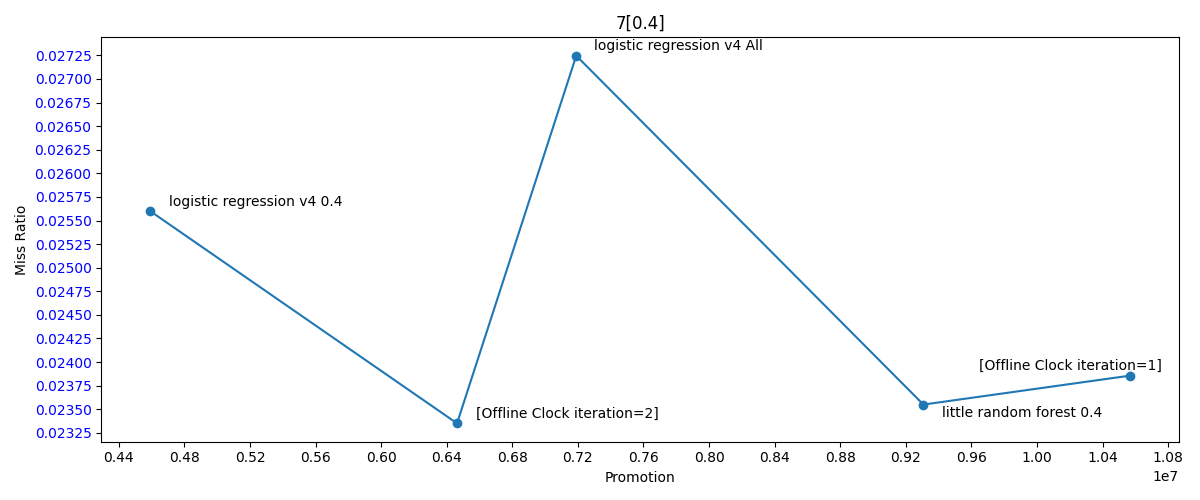 7[0.4]
logistic regression v4 All
0.02725
0.02700
0.02675
0.02650
0.02625
0.02600
0.02575
0.02550
0.02525
0.02500
0.02475
0.02450
0.02425
0.02400
0.02375
0.02350
0.02325
Miss Ratio
logistic regression v4 0.4
[Offline Clock iteration=1]
[Offline Clock iteration=2]
little random forest 0.4
0.44 0.48 0.52 0.56 0.60 0.64 0.68 0.72 0.76 0.80 0.84 0.88 0.92 0.96 1.00 1.04 1.08
Promotion
1e7